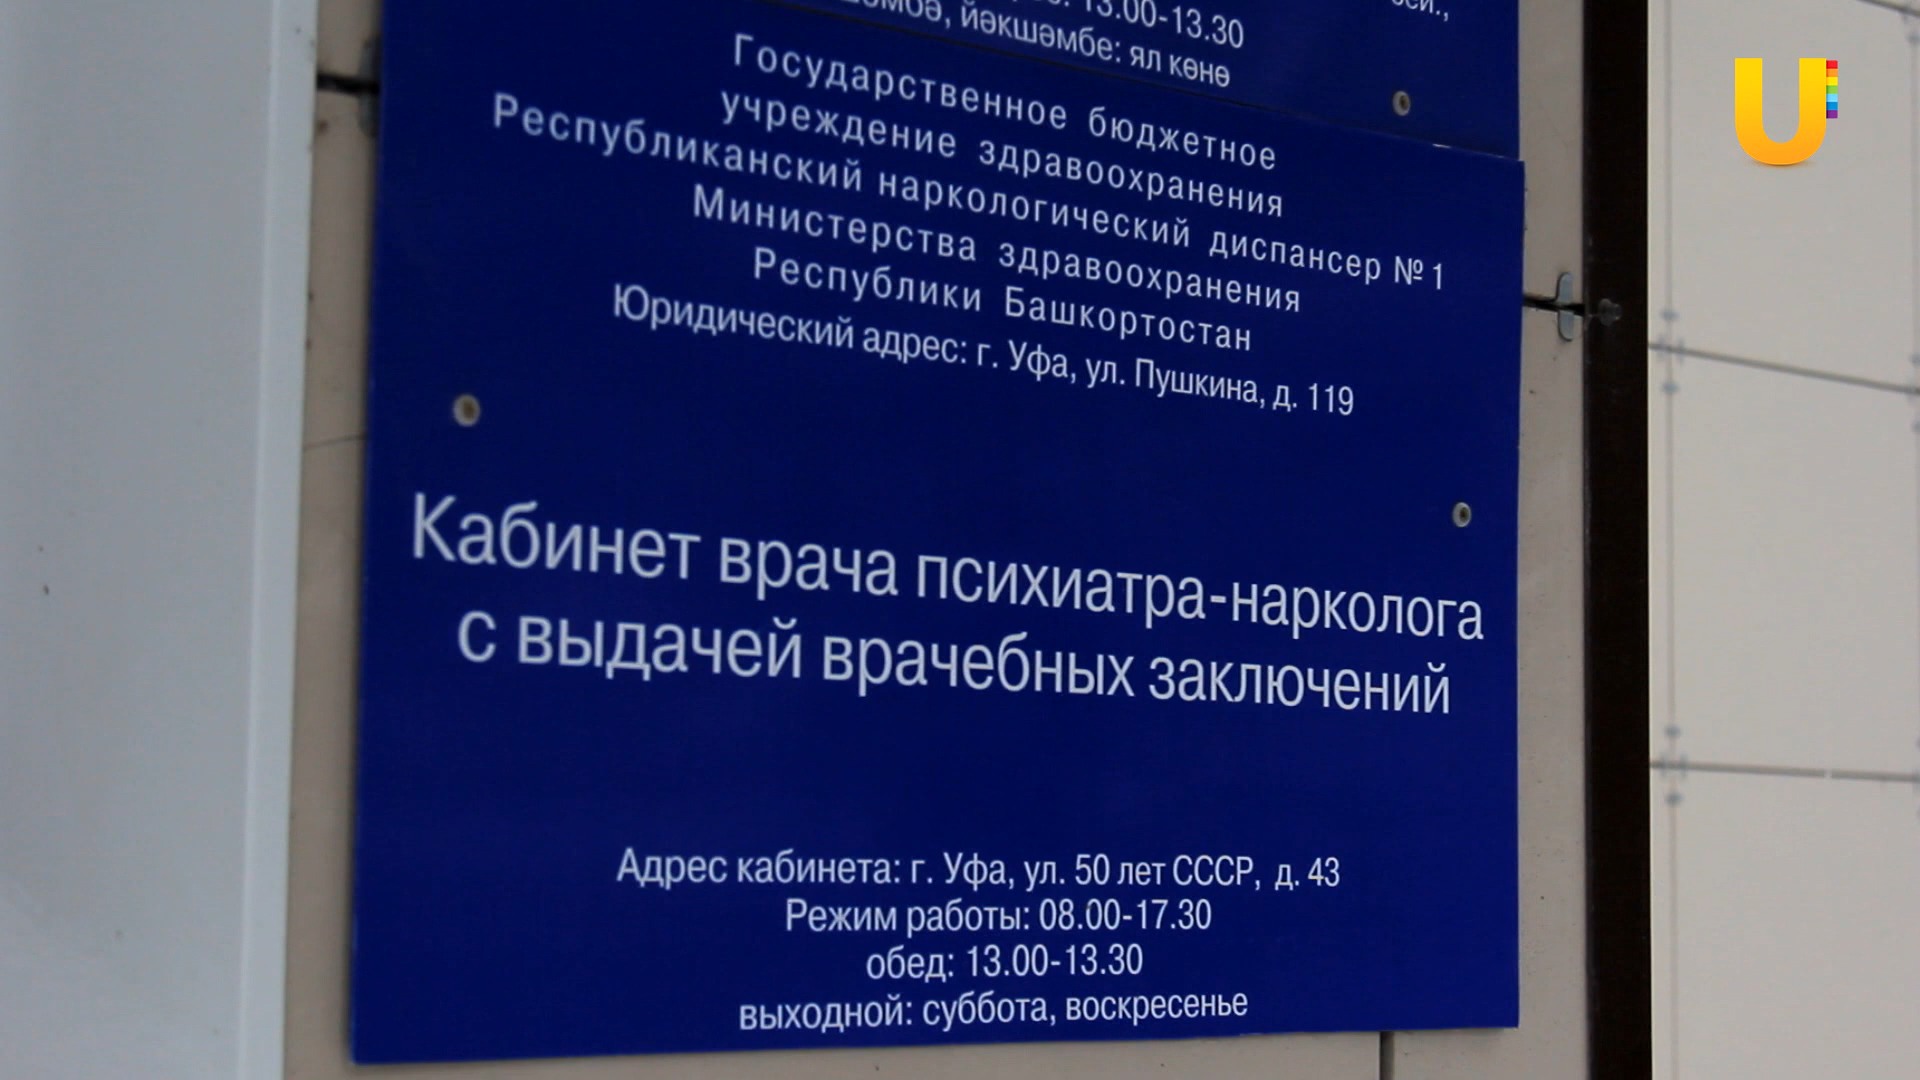 13.00-13.30
йәкшәмбе: ял көнө
Государственное бюджетное
учреждение здравоохранения
Республиканский наркологический диспансер № 1
Министерства здравоохранения
Республики Башкортостан
Юридический адрес: г. Уфа, ул. Пушкина, д. 119
Кабинет врача психиатра-нарколога
с выдачей врачебных заключений
Адрес кабинета: г. Уфа, ул. 50 лет СССР, д. 43
Режим работы: 08.00-17.30
обед: 13.00-13.30
выходной: суббота, воскресенье
U